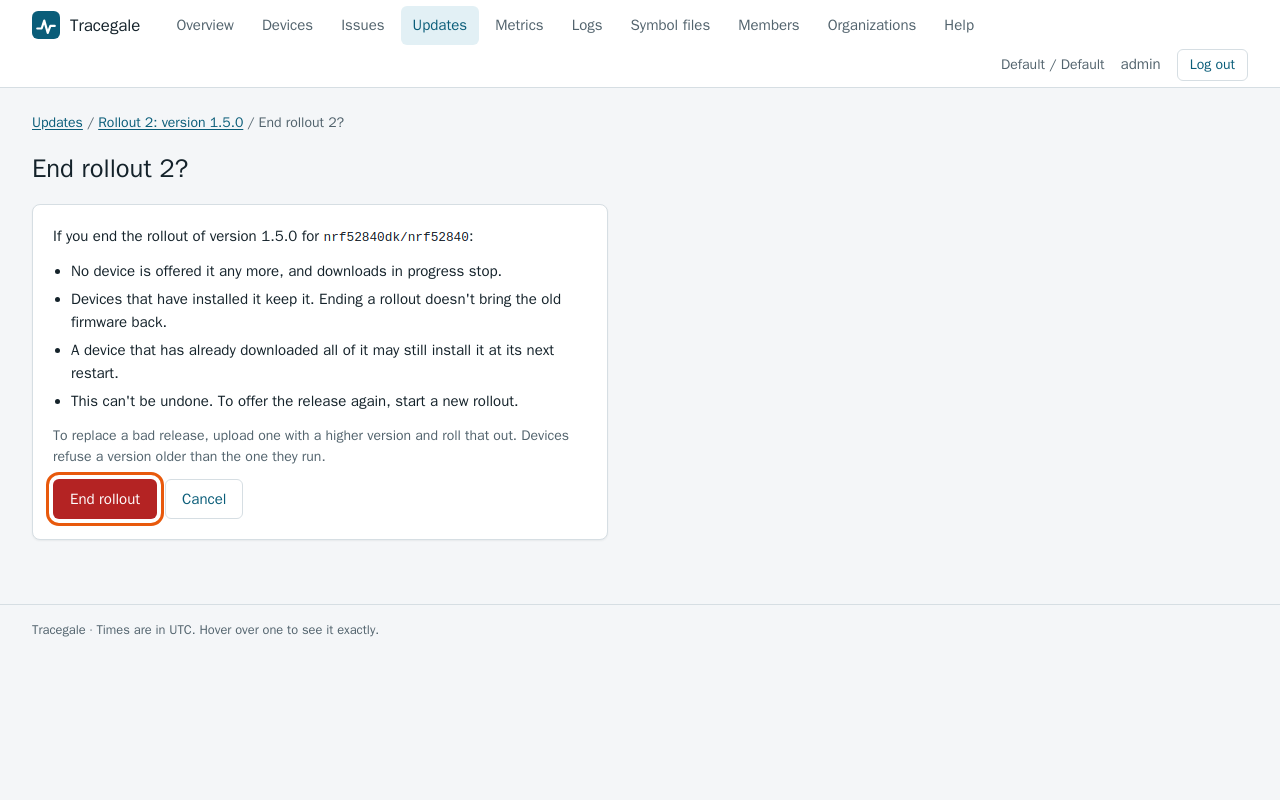 Tracegale
Overview Devices Issues Updates Metrics Logs Symbol files Members Organizations Help
Default / Default admin Log out
Updates / Rollout 2: version 1.5.0 / End rollout 2?
End rollout 2?
If you end the rollout of version 1.5.0 for nrf52840dk/nrf52840:
• No device is offered it any more, and downloads in progress stop.
• Devices that have installed it keep it. Ending a rollout doesn't bring the old
firmware back.
• A device that has already downloaded all of it may still install it at its next
restart.
• This can't be undone. To offer the release again, start a new rollout.
To replace a bad release, upload one with a higher version and roll that out. Devices
refuse a version older than the one they run.
End rollout Cancel
Tracegale · Times are in UTC. Hover over one to see it exactly.